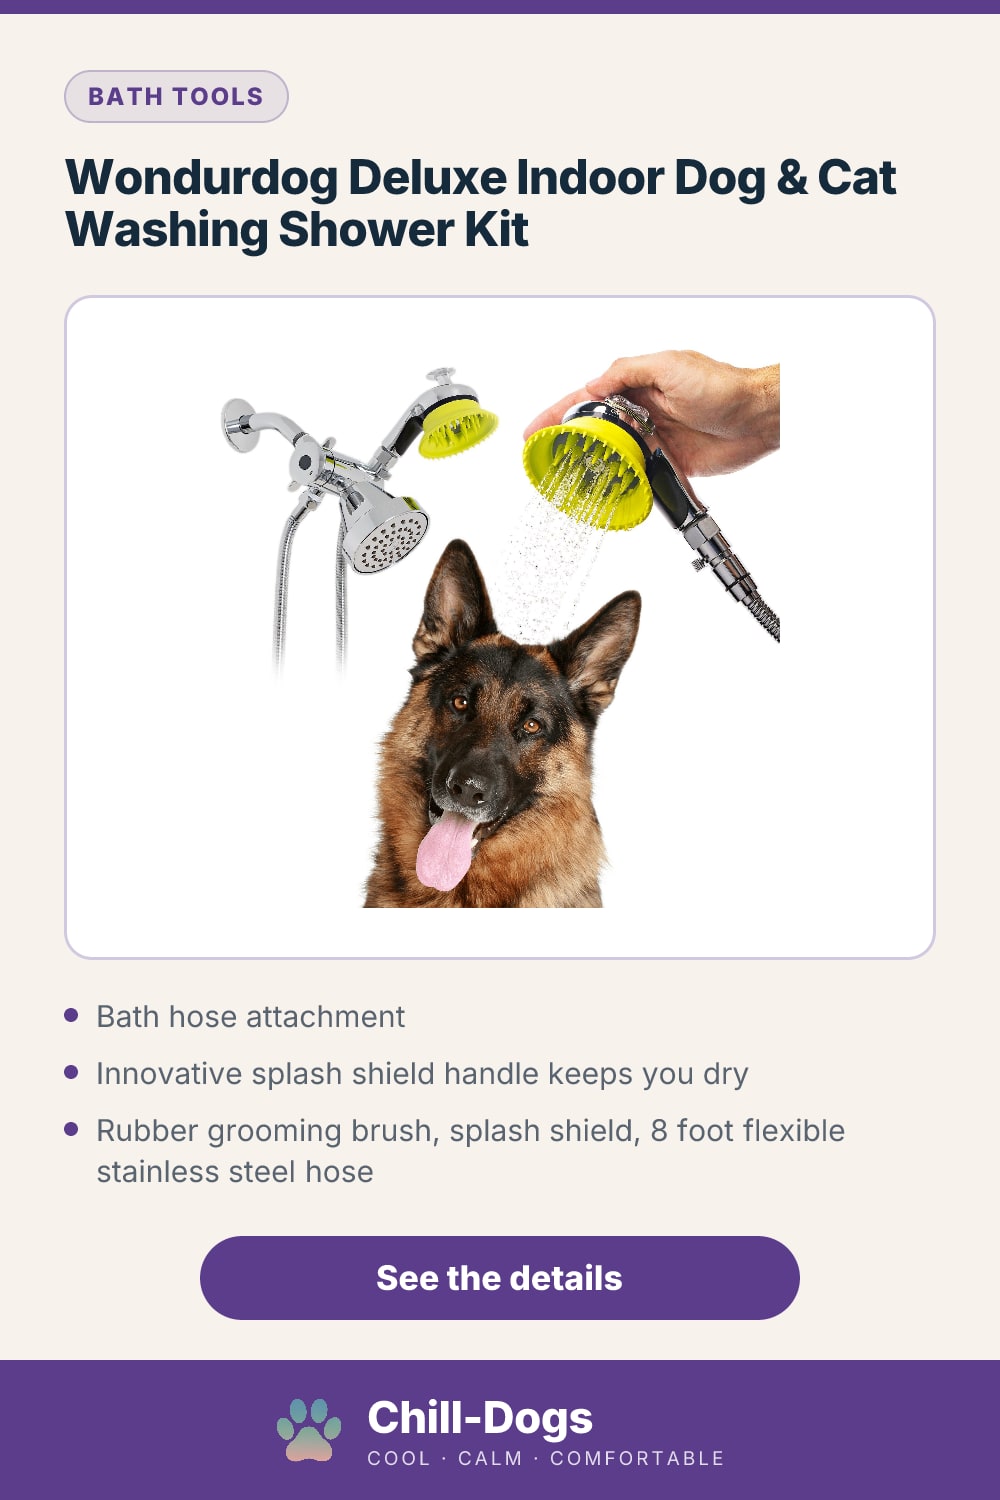 BATH TOOLS
Wondurdog Deluxe Indoor Dog & Cat
Washing Shower Kit
Bath hose attachment
Innovative splash shield handle keeps you dry
Rubber grooming brush, splash shield, 8 foot flexible
stainless steel hose
See the details
Chill-Dogs
COOL · CALM · COMFORTABLE